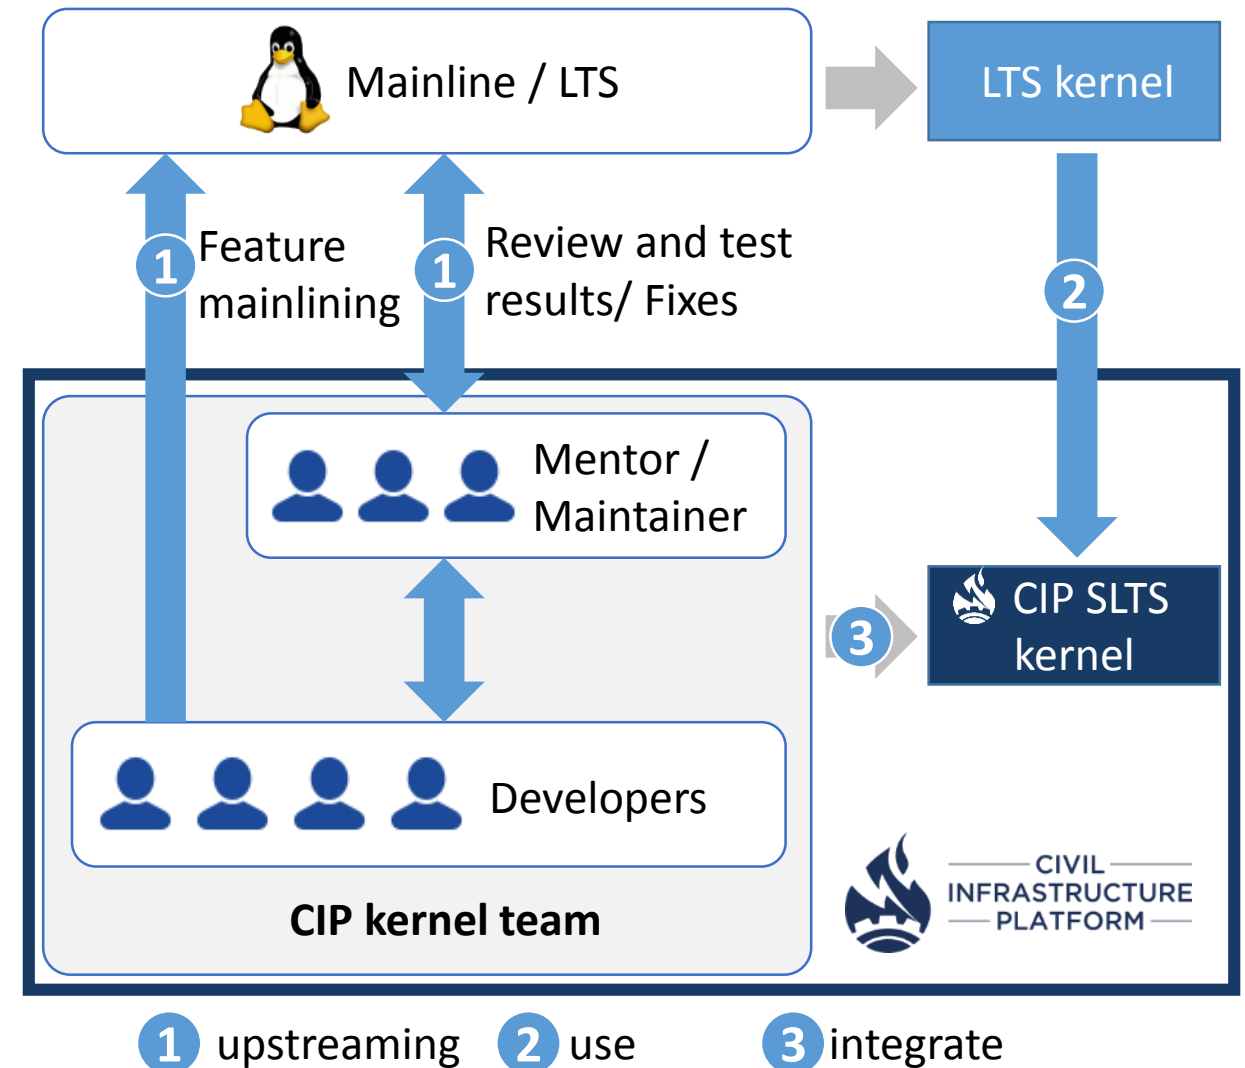 Mainline / LTS
LTS kernel
1
Feature
mainlining
1
Review and test
results/ Fixes
2
Mentor /
Maintainer
3
CIP SLTS
kernel
Developers
CIP kernel team
CIVIL
INFRASTRUCTURE
PLATFORM
1 upstreaming
2 use
3 integrate